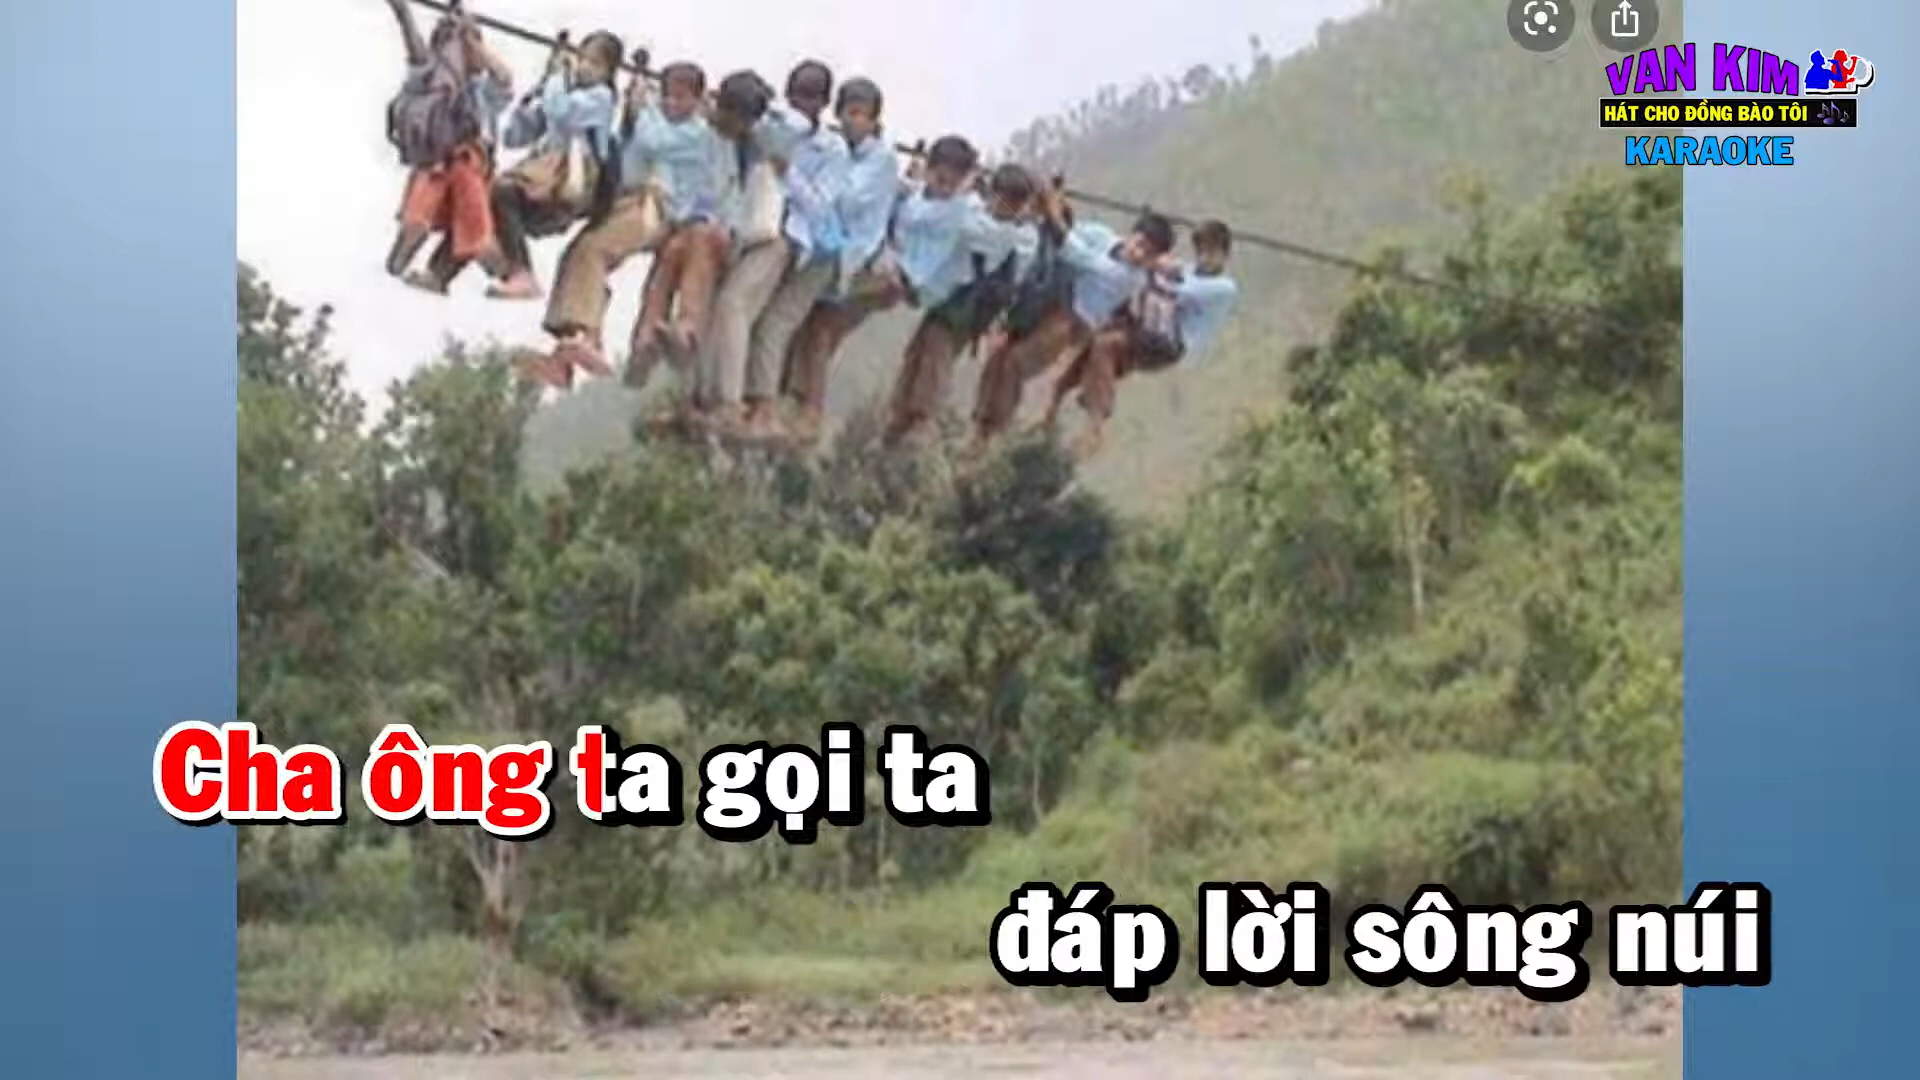 VAN KIM
HÁT CHO ĐỒNG BÀO TÔI
KARAOKE
Cha ông ta gọi ta
đáp lời sông núi